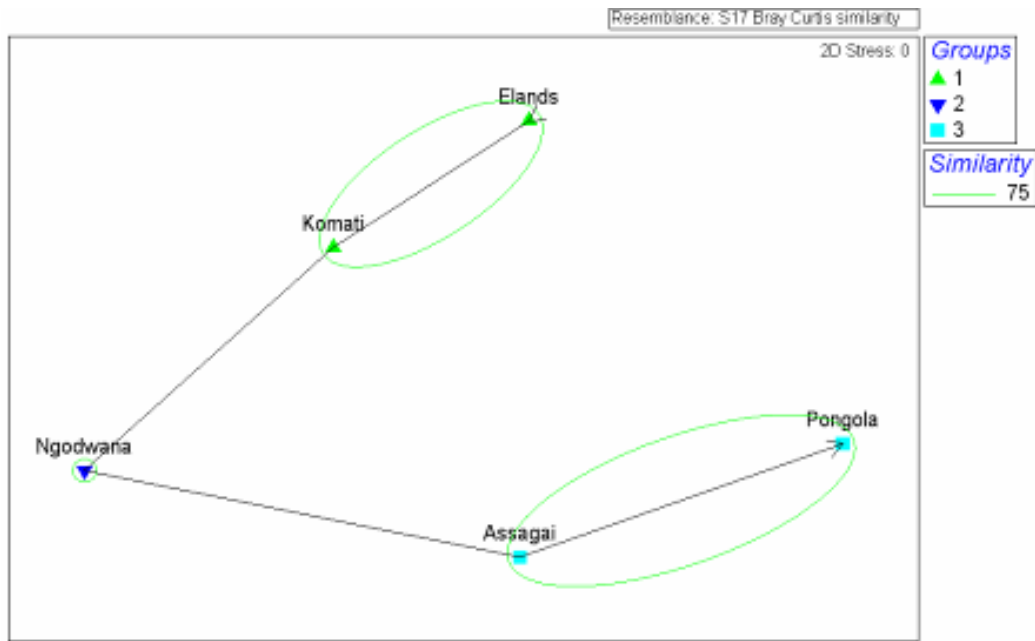 Resemblance: S17 Bray Curtis similarity
2D Stress: 0
Groups
1
2
3
Similarity
75
Elands
Komati
Ngodwana
Pongola
Assagai